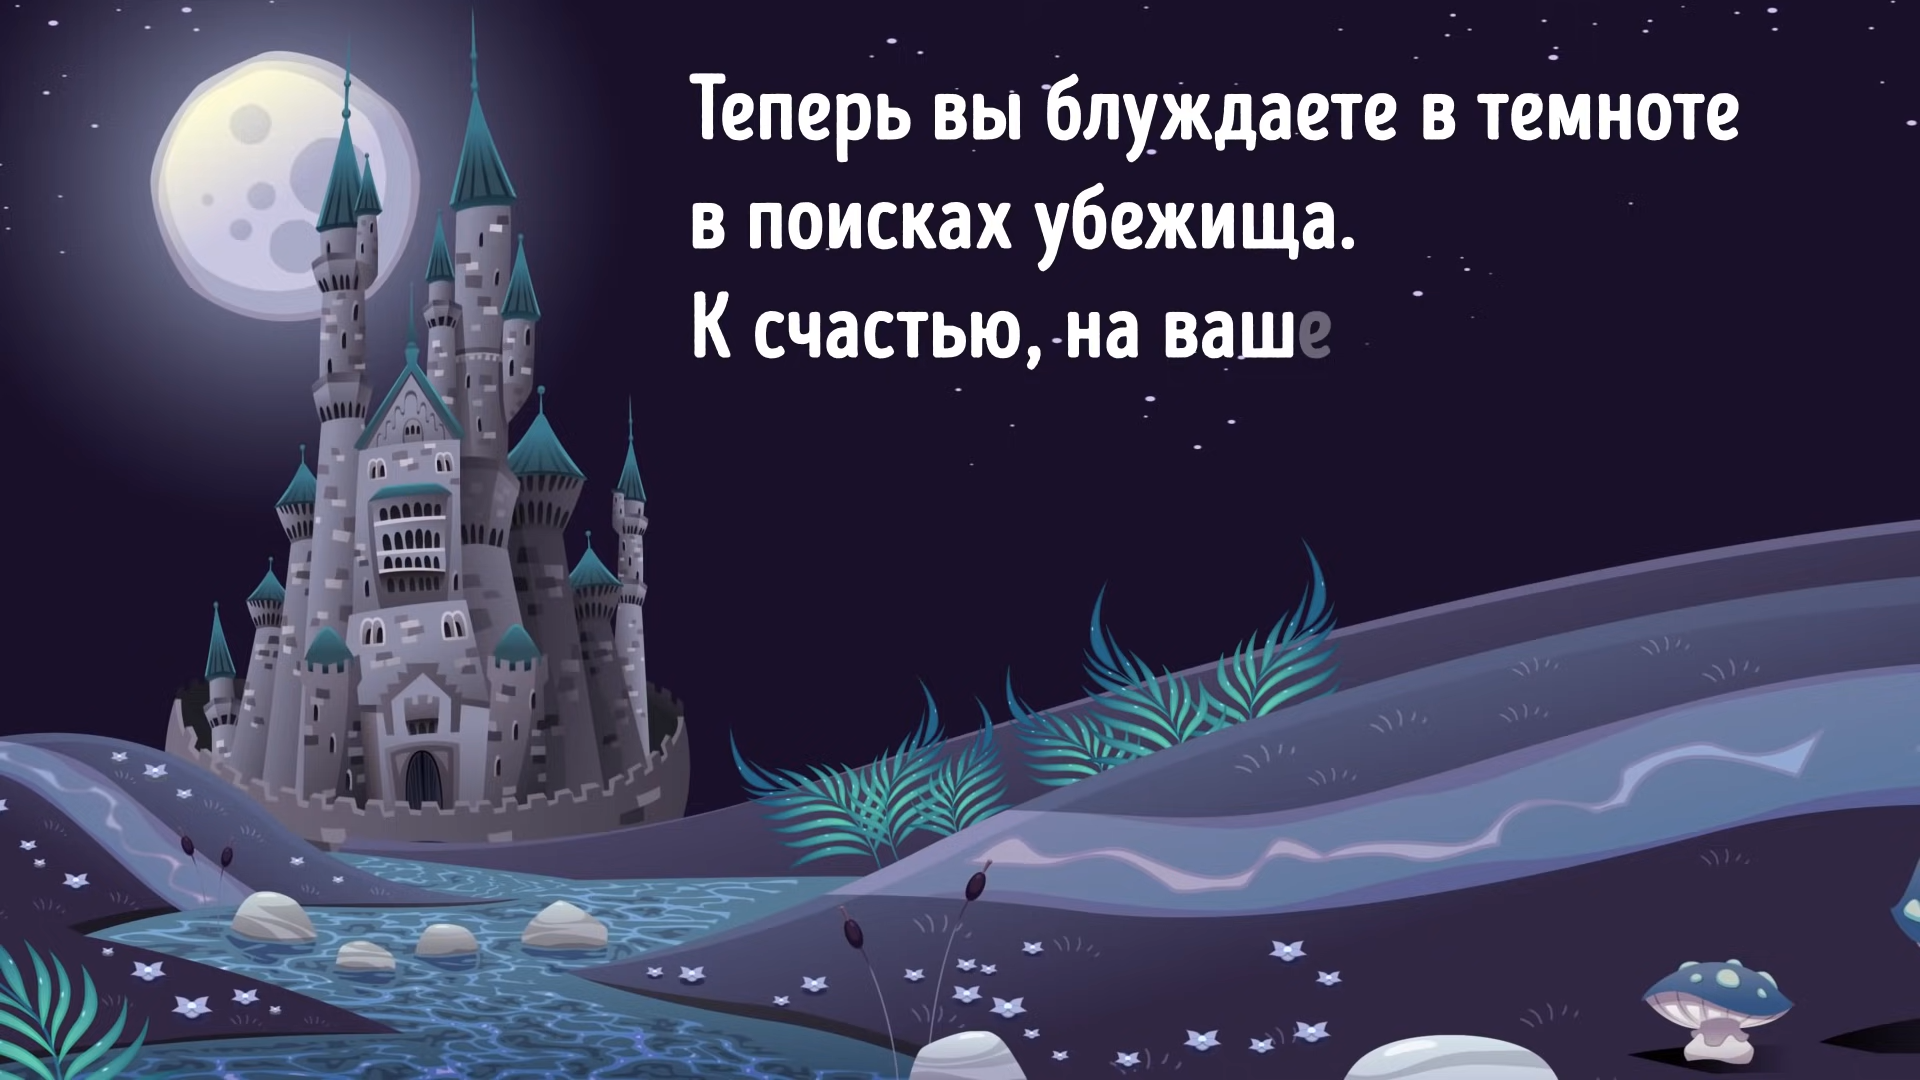 Теперь вы блуждаете в темноте
в поисках убежища.
К счастью, на ваше